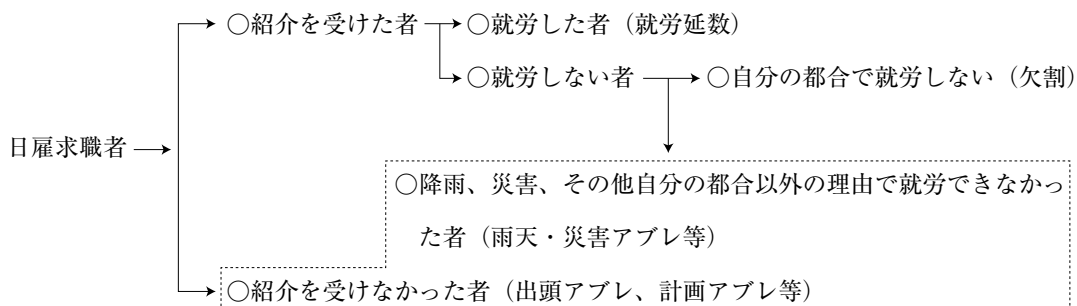 ○紹介を受けた者
○就労した者（就労延数）
○就労しない者
○自分の都合で就労しない（欠割）
日雇求職者
○降雨、災害、その他自分の都合以外の理由で就労できなかっ
た者（雨天・災害アブレ等）
○紹介を受けなかった者（出頭アブレ、計画アブレ等）